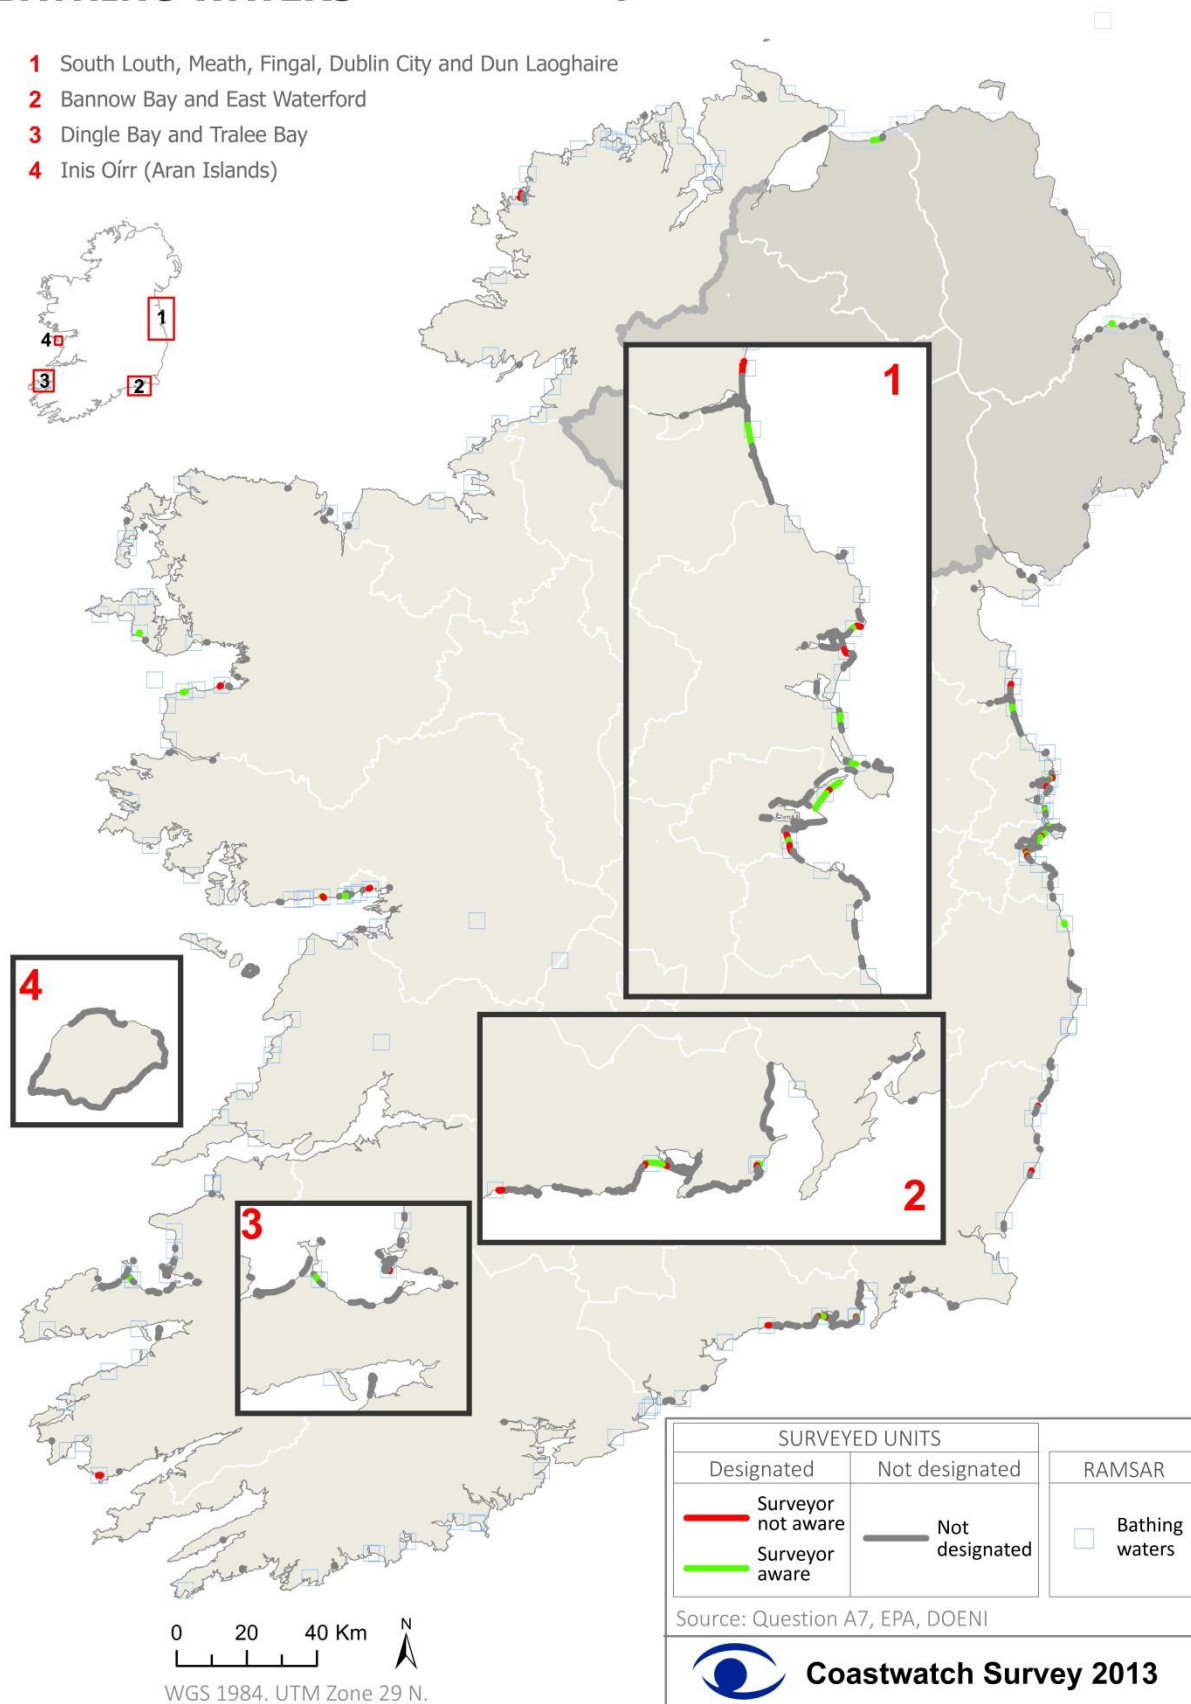 1 South Louth, Meath, Fingal, Dublin City and Dun Laoghaire
2 Bannow Bay and East Waterford
3 Dingle Bay and Tralee Bay
4 Inis Oírr (Aran Islands)
1
4
3
2
1
4
2
3
SURVEYED UNITS
Designated
Not designated
RAMSAR
Surveyor
not aware
Surveyor
aware
Not
designated
Bathing
waters
Source: Question A7, EPA, DOENI
0 20 40 Km
N
WGS 1984. UTM Zone 29 N.
Coastwatch Survey 2013